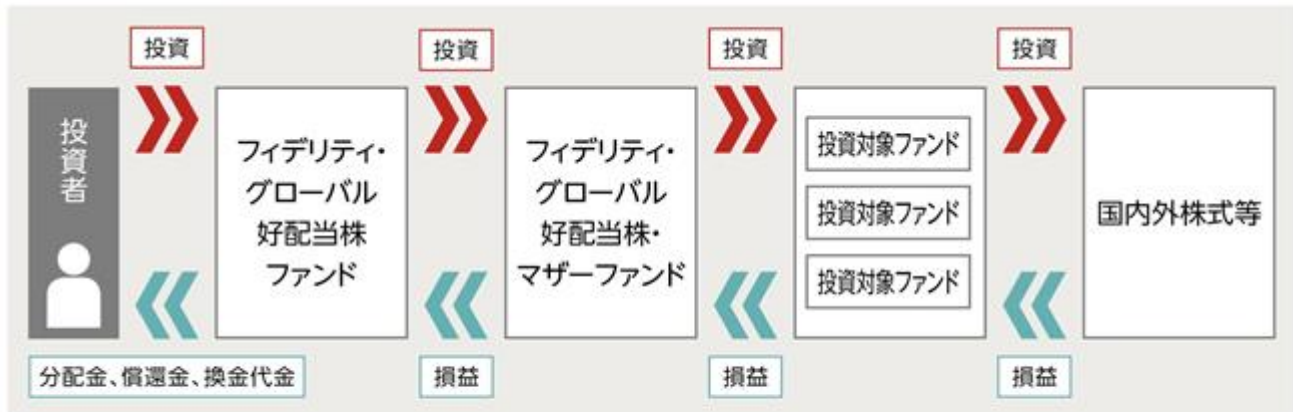 投資
投資
投資
投資
投資者
フィデリティ・
グローバル
好配当株
ファンド
フィデリティ・
グローバル
好配当株・
マザーファンド
投資対象ファンド
投資対象ファンド
投資対象ファンド
国内外株式等
分配金、償還金、換金代金
損益
損益
損益